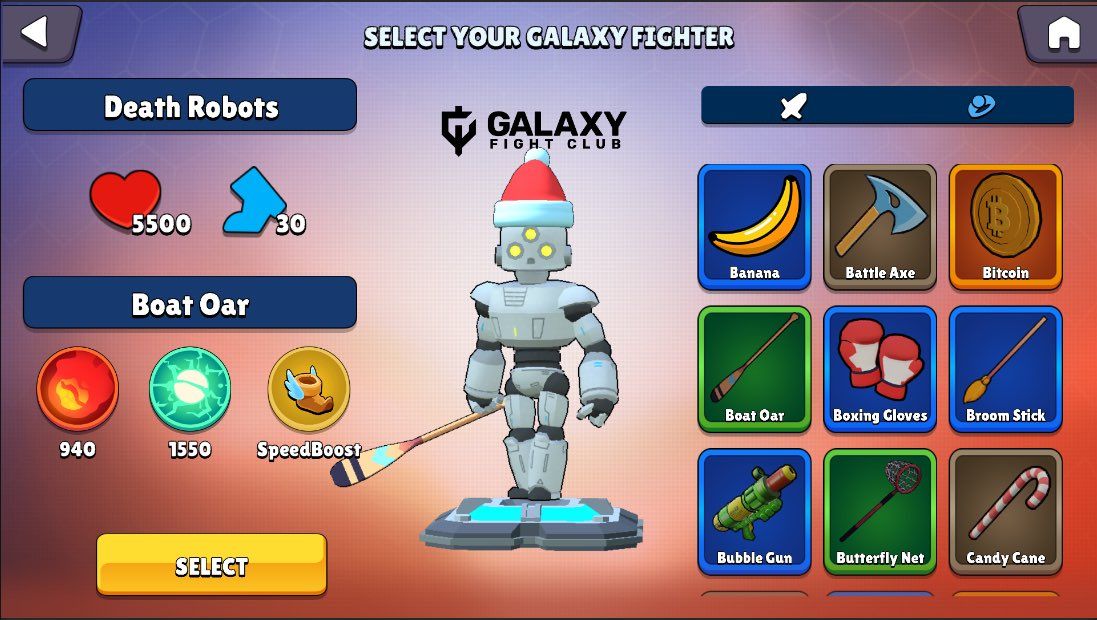 SELECT YOUR GALAXY FIGHTER
Death Robots
5500
30
Boat Oar
940
1550
SpeedBoost
SELECT
GALAXY
FIGHT CLUB
Banana
Battle Axe
Bitcoin
Boat Oar
Boxing Gloves
Broom Stick
Bubble Gun
Butterfly Net
Candy Cane